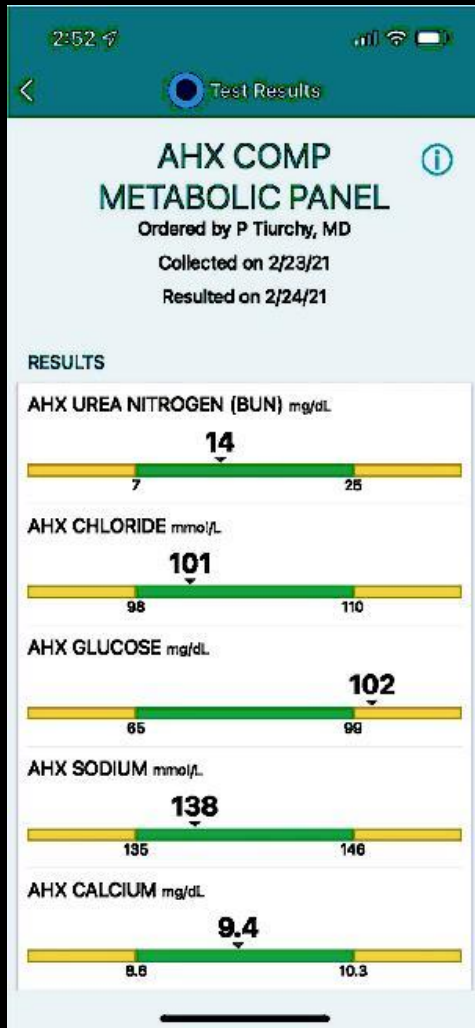 2:52
Test Results
AHX COMP
METABOLIC PANEL
Ordered by P Tiurchy, MD
Collected on 2/23/21
Resulted on 2/24/21
RESULTS
AHX UREA NITROGEN (BUN) mg/dL
14
7 25
AHX CHLORIDE mmol/L
101
98 110
AHX GLUCOSE mg/dL
102
65 99
AHX SODIUM mmol/L
138
135 146
AHX CALCIUM mg/dL
9.4
8.6 10.3